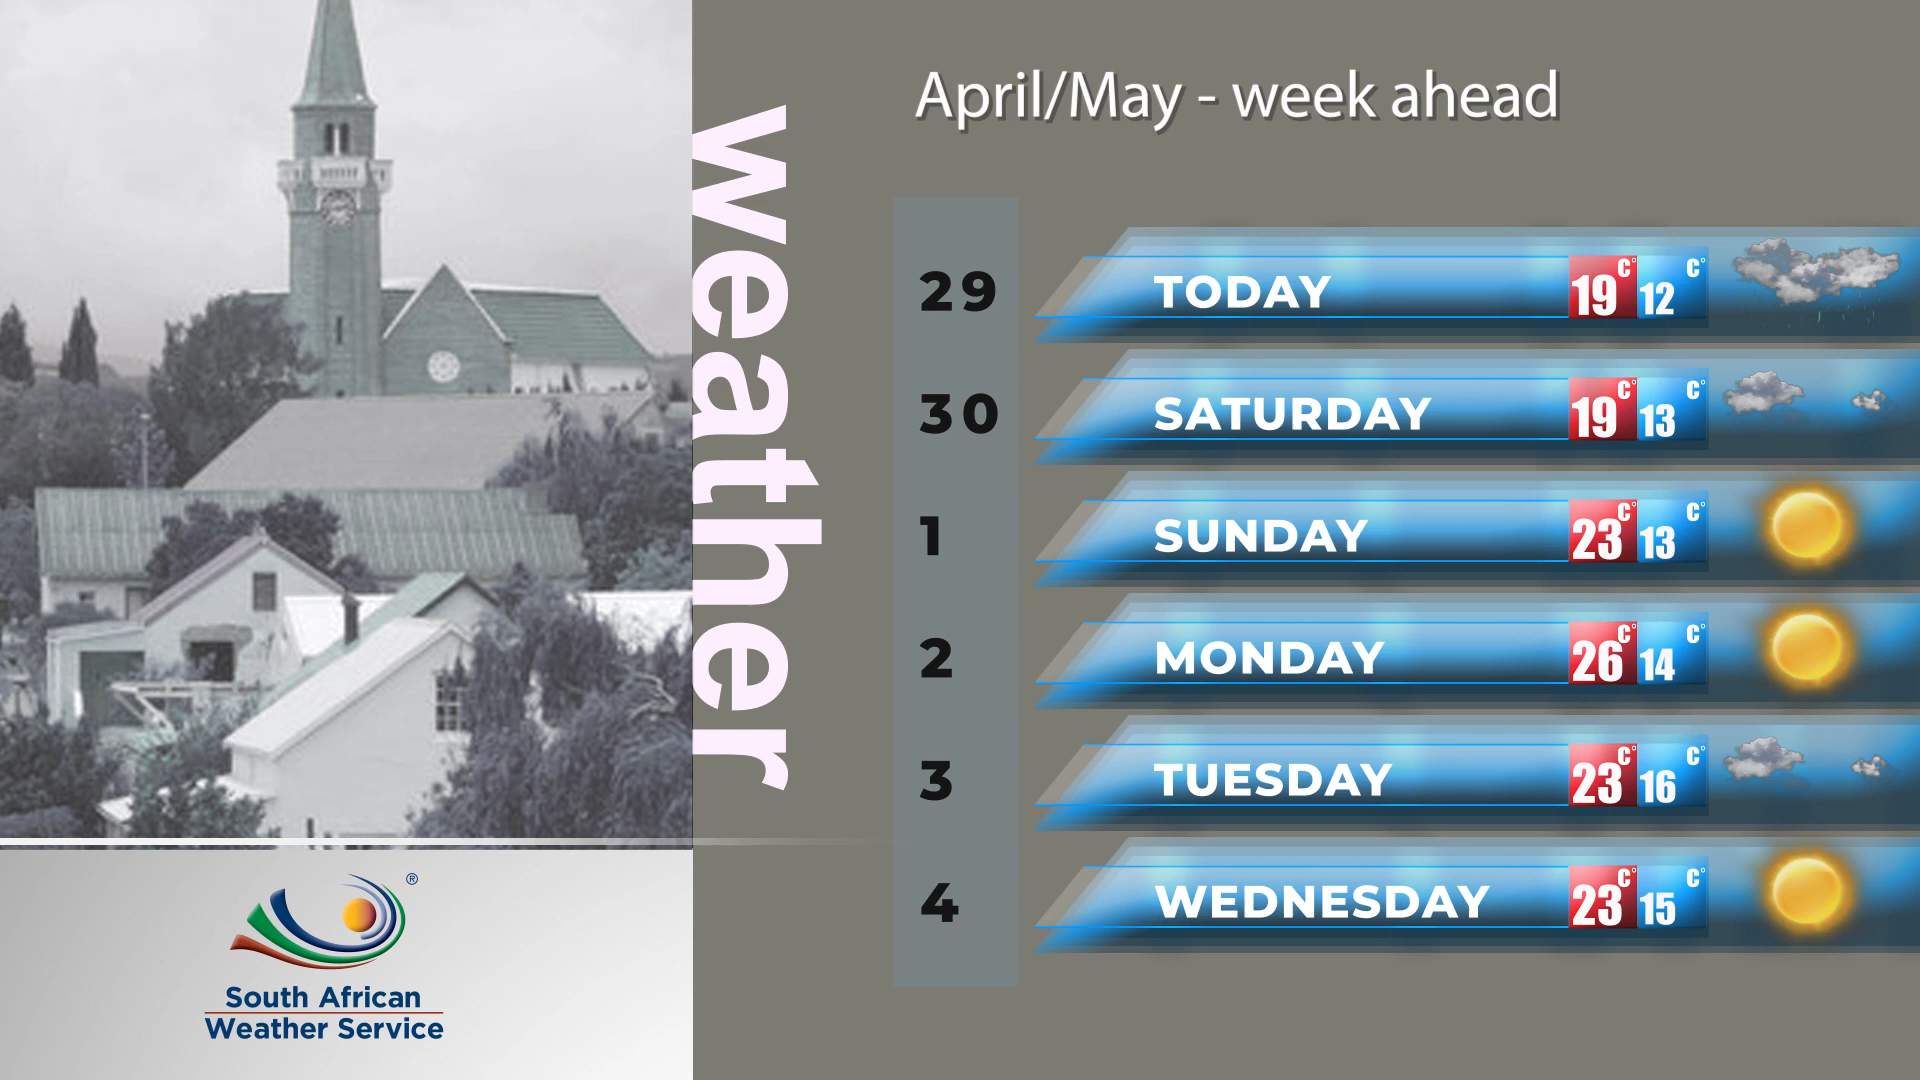 April/May - week ahead
weather
29 TODAY 19 C° 12 C°
30 SATURDAY 19 C° 13 C°
1 SUNDAY 23 C° 13 C°
2 MONDAY 26 C° 14 C°
3 TUESDAY 23 C° 16 C°
4 WEDNESDAY 23 C° 15 C°
®
South African
Weather Service